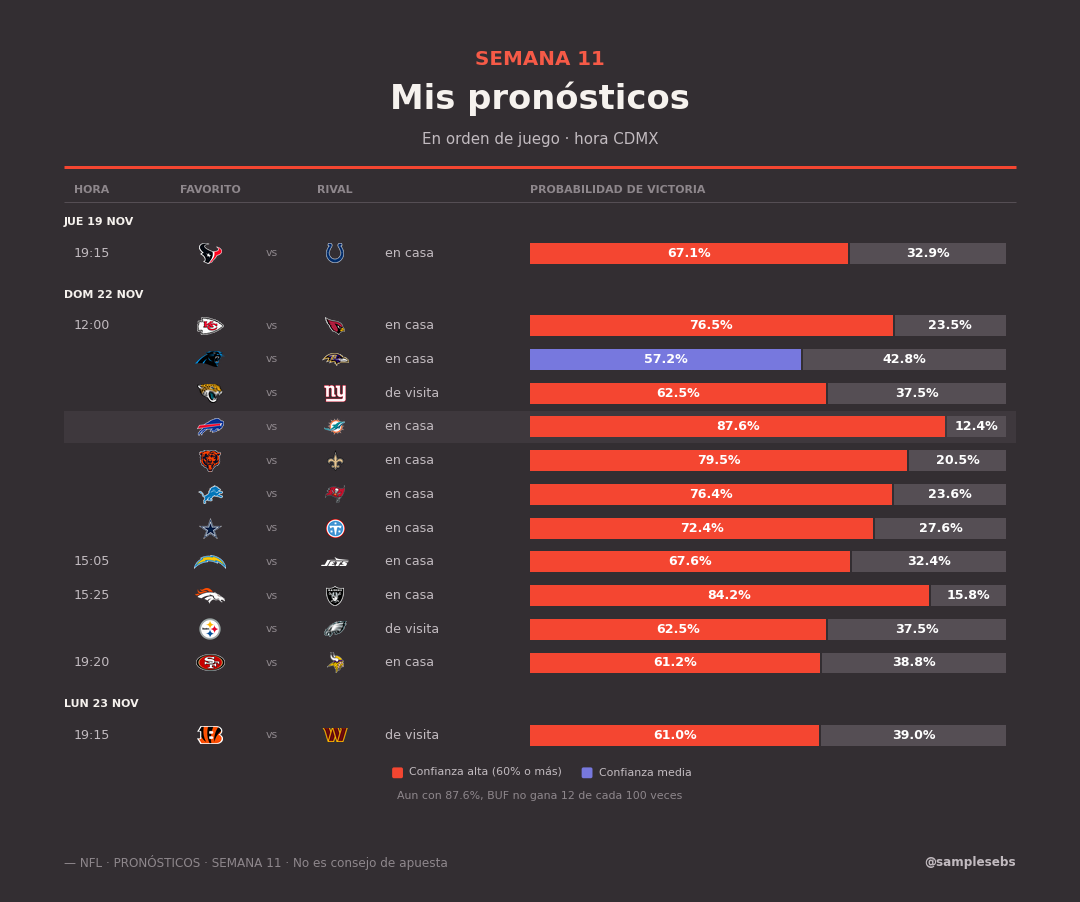 SEMANA 11
Mis pronósticos
En orden de juego · hora CDMX
HORA FAVORITO RIVAL PROBABILIDAD DE VICTORIA
JUE 19 NOV
19:15 vs en casa 67.1% 32.9%
DOM 22 NOV
12:00 vs en casa 76.5% 23.5%
vs en casa 57.2% 42.8%
vs ny de visita 62.5% 37.5%
vs en casa 87.6% 12.4%
vs en casa 79.5% 20.5%
vs en casa 76.4% 23.6%
vs en casa 72.4% 27.6%
15:05 vs JETS en casa 67.6% 32.4%
15:25 vs en casa 84.2% 15.8%
vs de visita 62.5% 37.5%
19:20 SF vs en casa 61.2% 38.8%
LUN 23 NOV
19:15 B vs W de visita 61.0% 39.0%
Confianza alta (60% o más) Confianza media
Aun con 87.6%, BUF no gana 12 de cada 100 veces
— NFL · PRONÓSTICOS · SEMANA 11 · No es consejo de apuesta @samplesebs